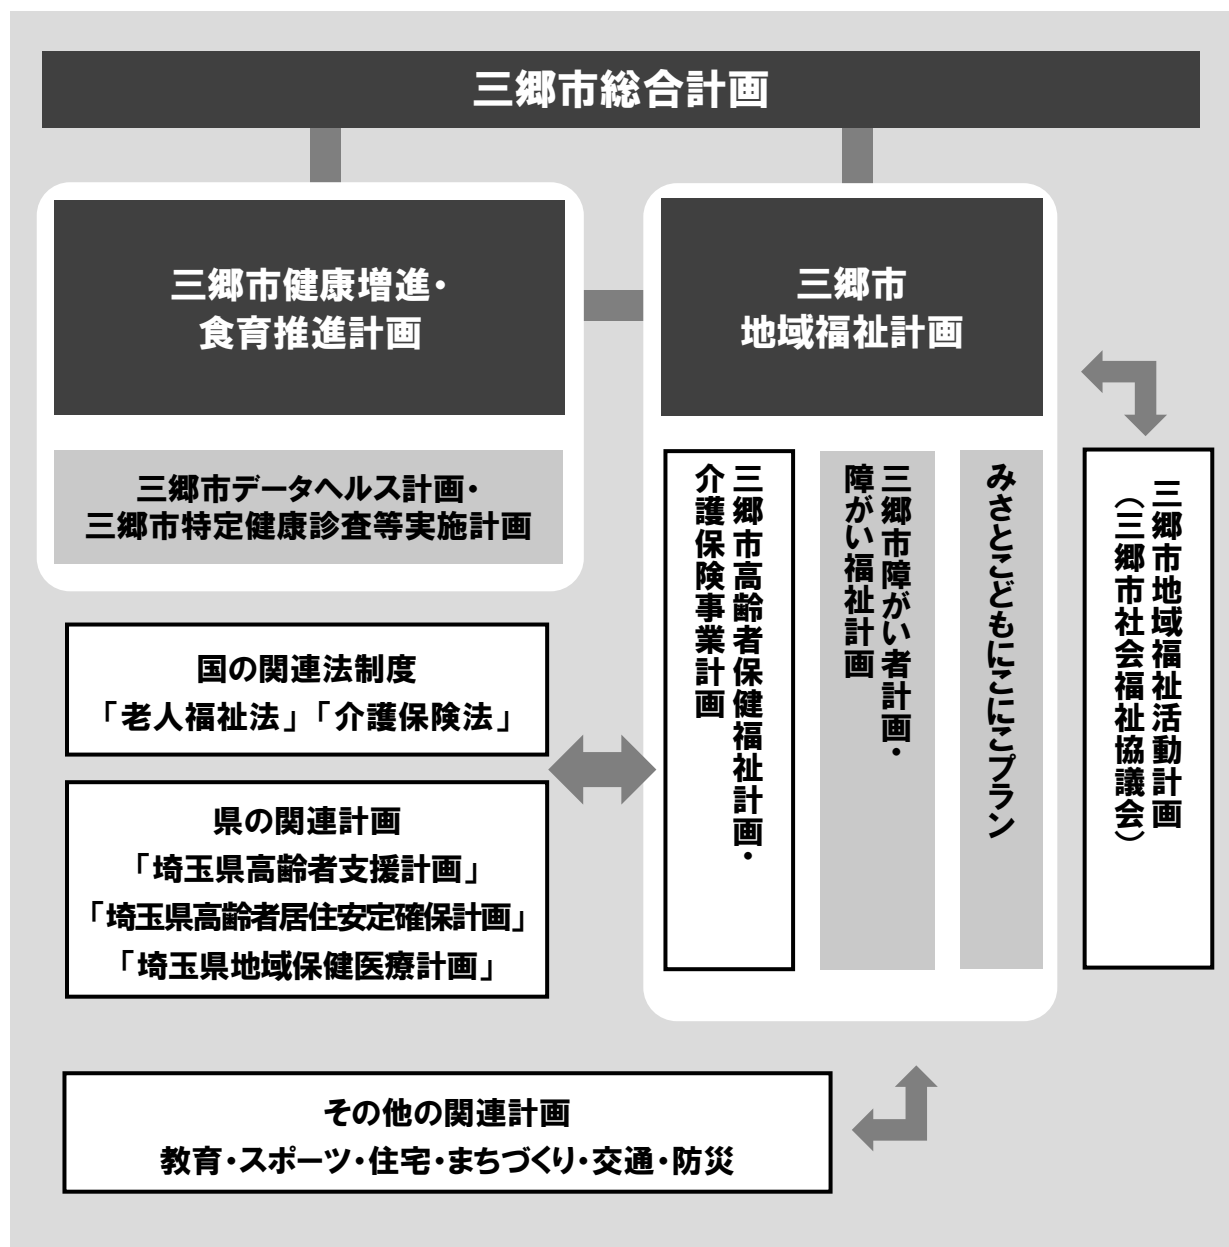 三郷市総合計画
三郷市健康増進・
食育推進計画
三郷市
地域福祉計画
三郷市データヘルス計画・
三郷市特定健康診査等実施計画
三郷市高齢者保健福祉計画・
介護保険事業計画
三郷市障がい者計画・
障がい福祉計画
みさとこどもにこにこプラン
三郷市地域福祉活動計画
（三郷市社会福祉協議会）
国の関連法制度
「老人福祉法」「介護保険法」
県の関連計画
「埼玉県高齢者支援計画」
「埼玉県高齢者居住安定確保計画」
「埼玉県地域保健医療計画」
その他の関連計画
教育・スポーツ・住宅・まちづくり・交通・防災